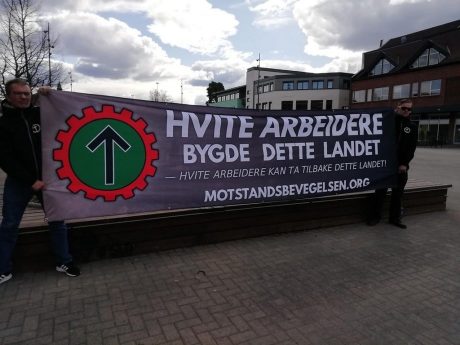 HVITE ARBEIDERE
BYGDE DETTE LANDET
— HVITE ARBEIDERE KAN TA TILBAKE DETTE LANDET!
MOTSTANDSBEVEGELSEN.ORG